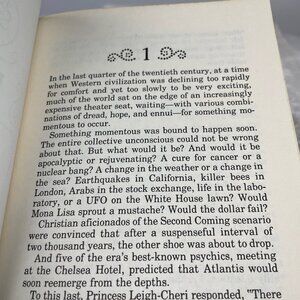 1
In the last quarter of the twentieth century, at a time
when Western civilization was declining too rapidly
for comfort and yet too slowly to be very exciting,
much of the world sat on the edge of an increasingly
expensive theater seat, waiting—with various combi-
nations of dread, hope, and ennui—for something mo-
mentous to occur.
Something momentous was bound to happen soon.
The entire collective unconscious could not be wrong
about that. But what would it be? And would it be
apocalyptic or rejuvenating? A cure for cancer or a
nuclear bang? A change in the weather or a change in
the sea? Earthquakes in California, killer bees in
London, Arabs in the stock exchange, life in the labo-
ratory, or a UFO on the White House lawn? Would
Mona Lisa sprout a mustache? Would the dollar fail?
Christian aficionados of the Second Coming scenario
were convinced that after a suspenseful interval of
two thousand years, the other shoe was about to drop.
And five of the era's best-known psychics, meeting
at the Chelsea Hotel, predicted that Atlantis would
soon reemerge from the depths.
To this last, Princess Leigh-Cheri responded, "There